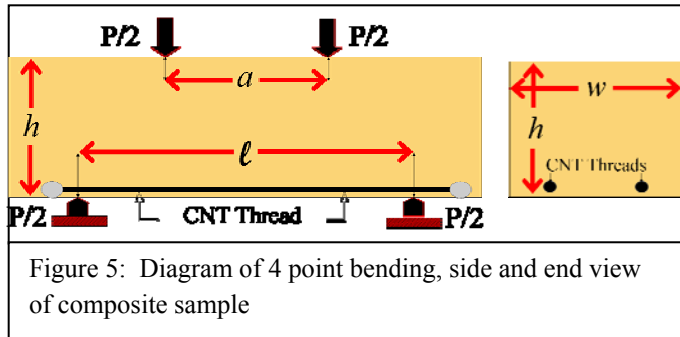 P/2 P/2
a
h
ℓ
P/2 CNT Thread P/2
w
h
CNT Threads
Figure 5: Diagram of 4 point bending, side and end view
of composite sample